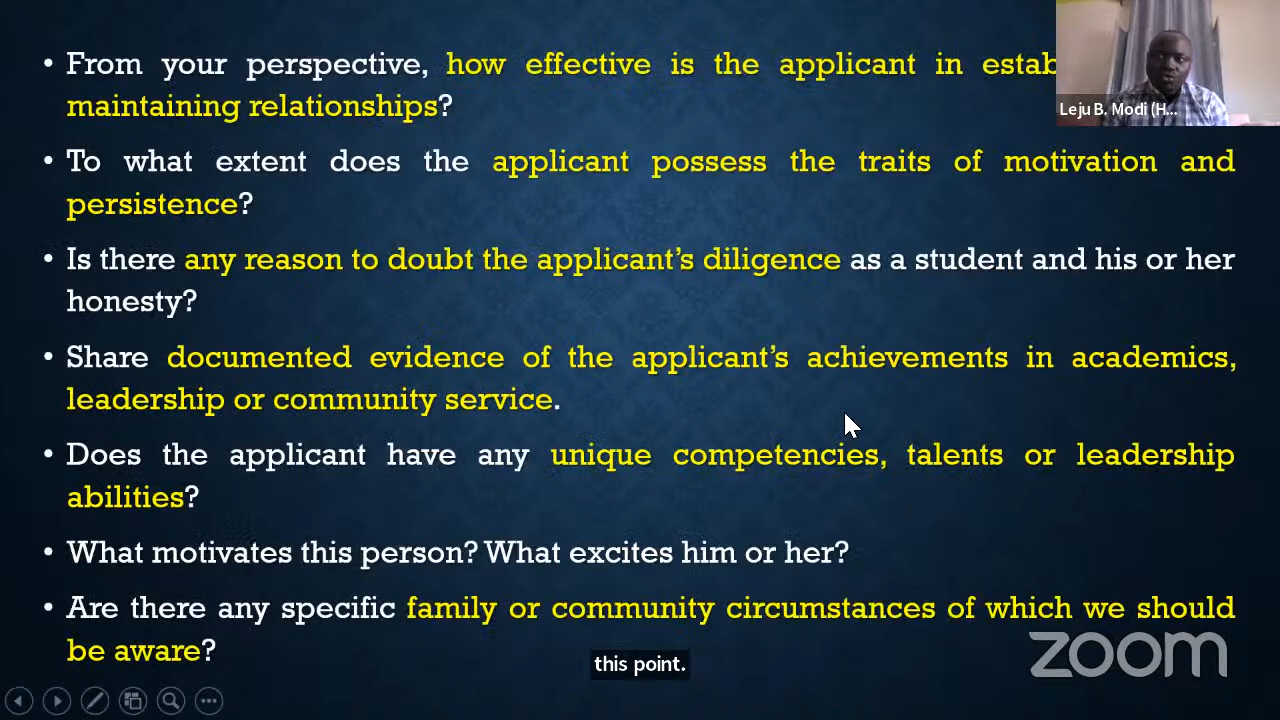 • From your perspective, how effective is the applicant in estab
maintaining relationships?
Leju B. Modi (H...
• To what extent does the applicant possess the traits of motivation and
persistence?
• Is there any reason to doubt the applicant's diligence as a student and his or her
honesty?
• Share documented evidence of the applicant's achievements in academics,
leadership or community service.
• Does the applicant have any unique competencies, talents or leadership
abilities?
• What motivates this person? What excites him or her?
• Are there any specific family or community circumstances of which we should
be aware?
this point.
zoom